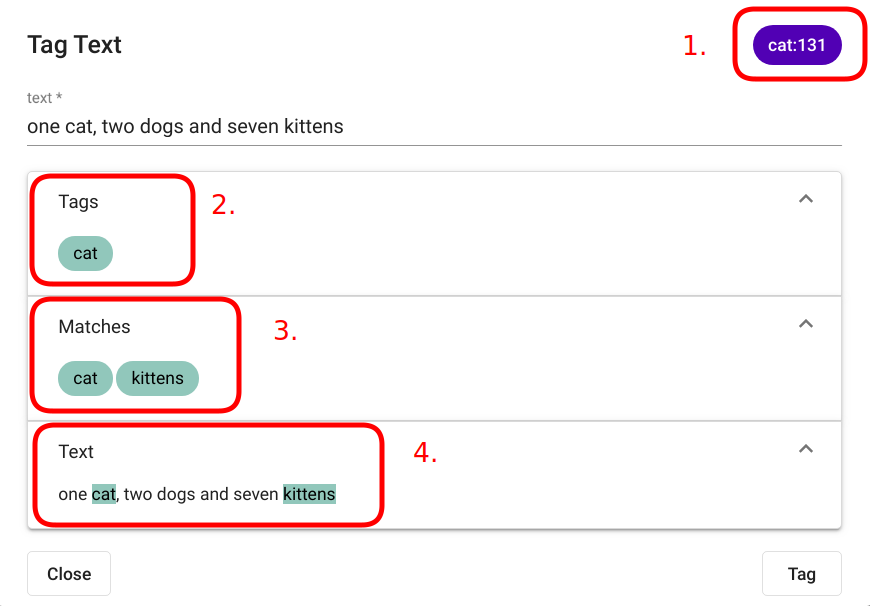 Tag Text
1.
cat:131
text *
one cat, two dogs and seven kittens
Tags
2.
cat
Matches
3.
cat kittens
Text
4.
one cat, two dogs and seven kittens
Close
Tag